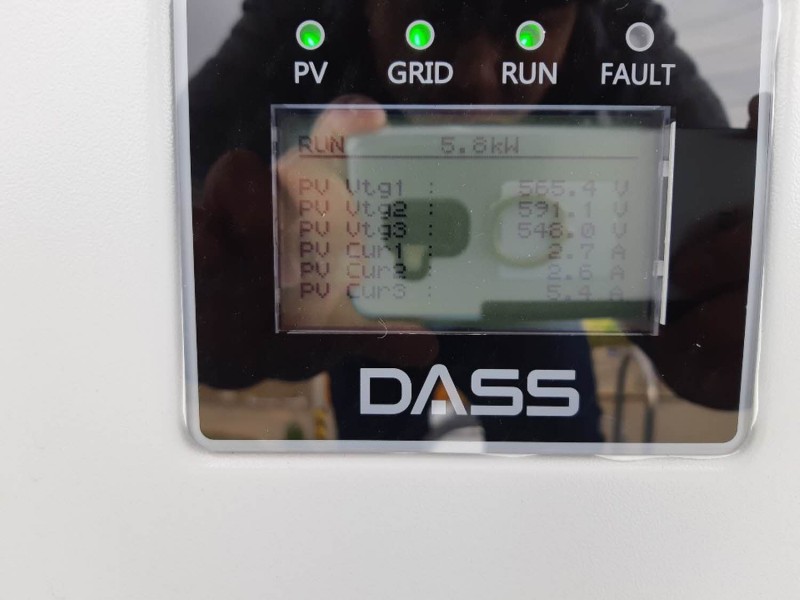 PV GRID RUN FAULT
RUN 5.8kW
PV Vtg1 : 565.4 V
PV Vtg2 : 591.1 V
PV Vtg3 : 548.0 V
PV Cur1 : 2.7 A
PV Cur2 : 2.6 A
PV Cur3 : 5.4 A
DASS